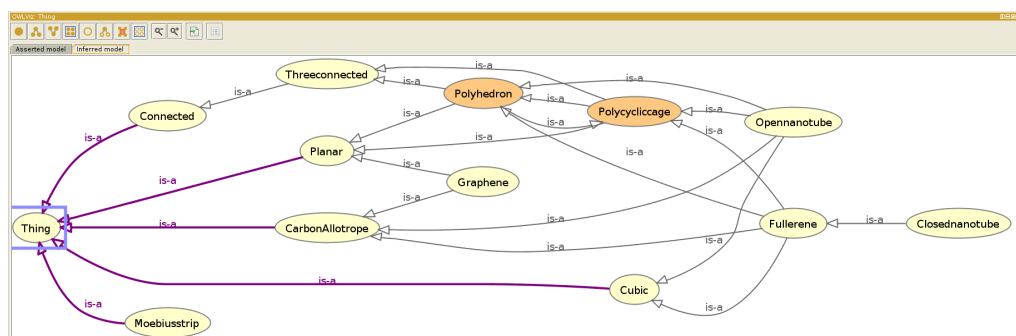 OWLViz: Thing
Asserted model Inferred model
is-a
Threeconnected
is-a
is-a
is-a
Polyhedron
is-a
is-a
Polycycliccage
is-a
Connected
is-a
is-a
Opennanotube
is-a
is-a
is-a
Planar
is-a
is-a
is-a
Graphene
is-a
is-a
Thing
is-a
CarbonAllotrope
is-a
Fullerene
is-a
Closednanotube
is-a
is-a
is-a
Cubic
is-a
is-a
Moebiusstrip